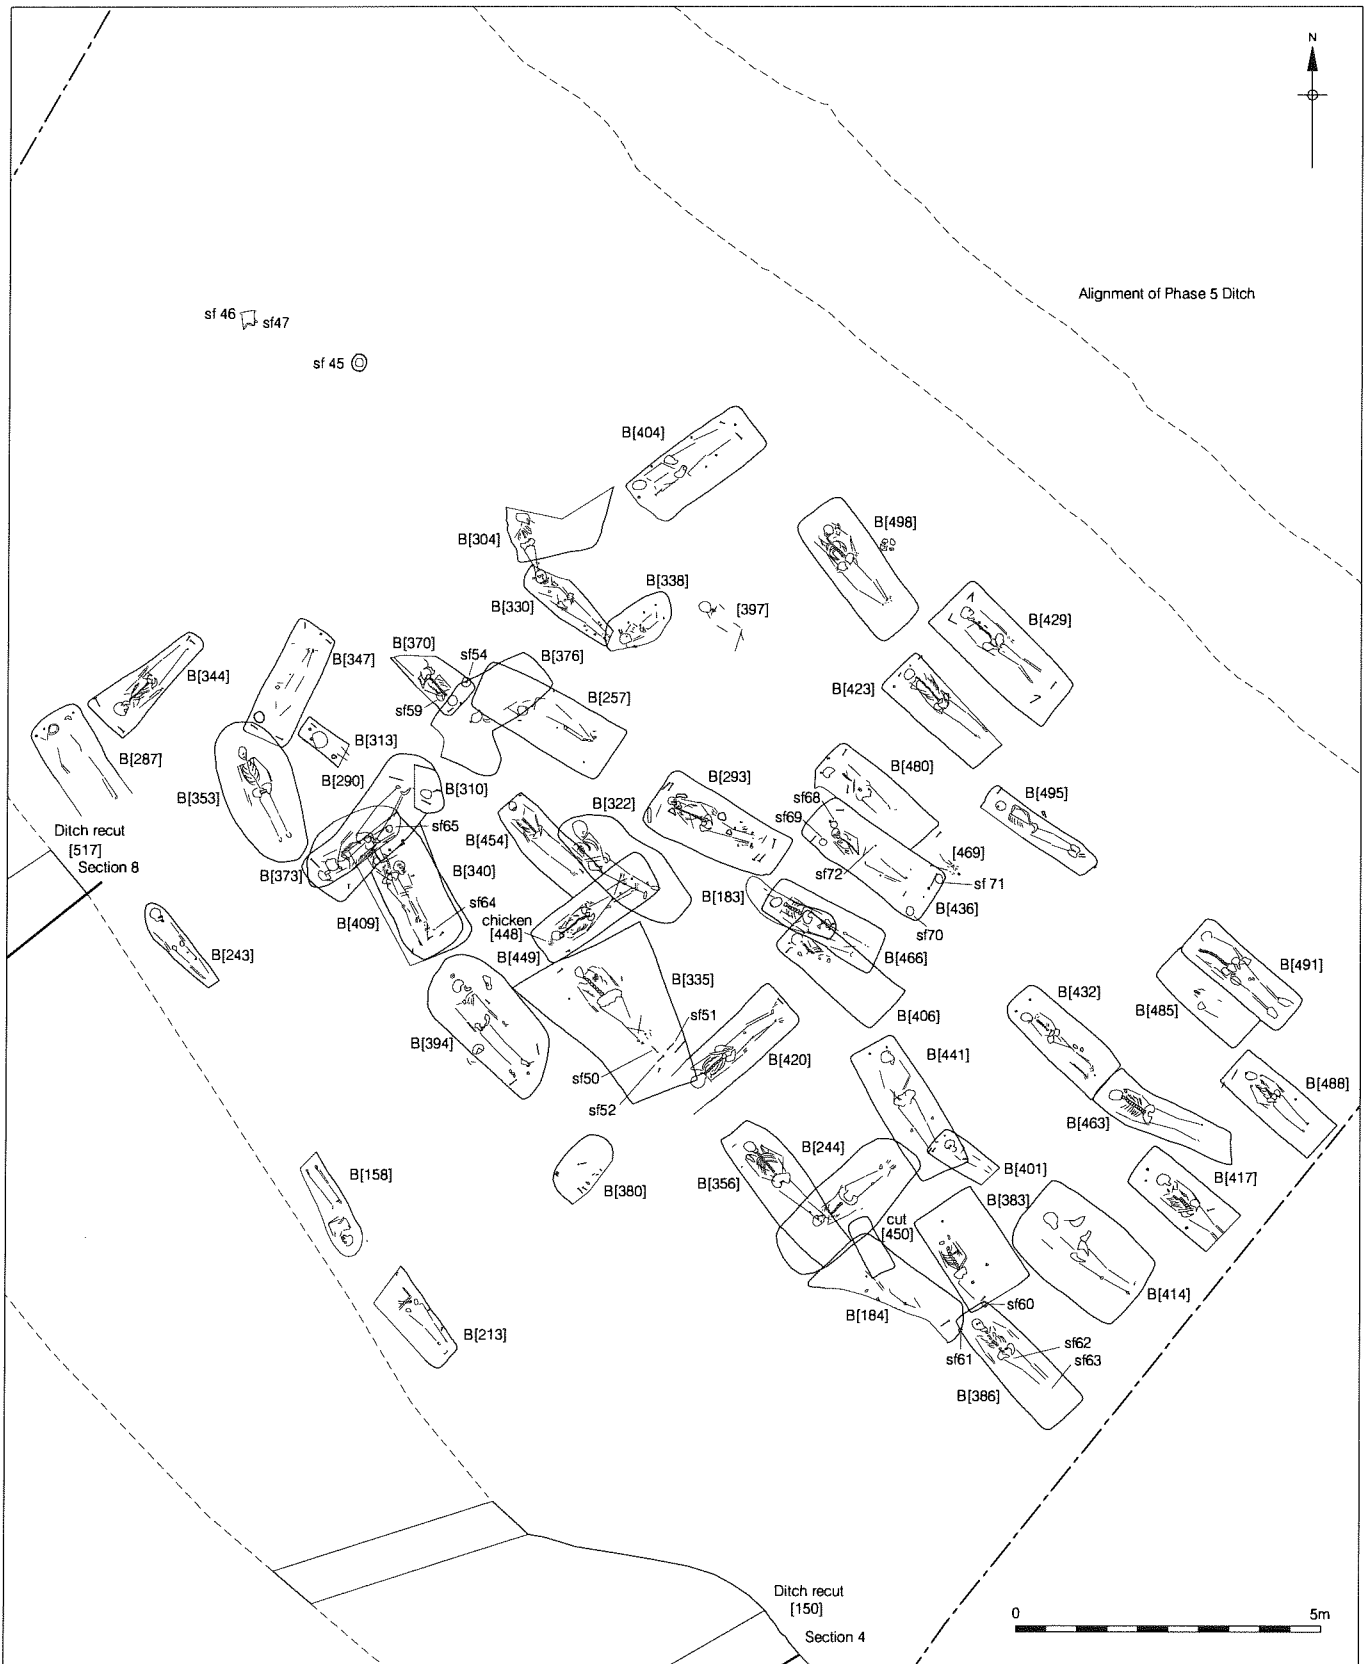 N
Alignment of Phase 5 Ditch
sf 46
sf47
sf 45
B[404]
B[498]
B[304]
B[338]
B[330]
[397]
B[429]
B[370]
sf54
B[376]
B[347]
B[344]
B[423]
B[257]
sf59
B[313]
B[287]
B[293]
B[480]
B[290]
B[310]
B[353]
sf68
B[495]
B[322]
sf65
sf69
B[454]
Ditch recut
[517]
Section 8
[469]
B[340]
B[373]
sf72
sf 71
B[183]
sf64
B[436]
chicken
[448]
B[409]
sf70
B[243]
B[449]
B[466]
B[491]
B[335]
B[432]
B[406]
B[485]
sf51
B[394]
B[441]
B[420]
sf50
B[488]
sf52
B[463]
B[244]
B[401]
B[356]
B[158]
B[417]
B[380]
B[383]
cut
[450]
B[414]
B[184]
sf60
B[213]
sf62
sf61
sf63
B[386]
Ditch recut
[150]
Section 4
0
5m